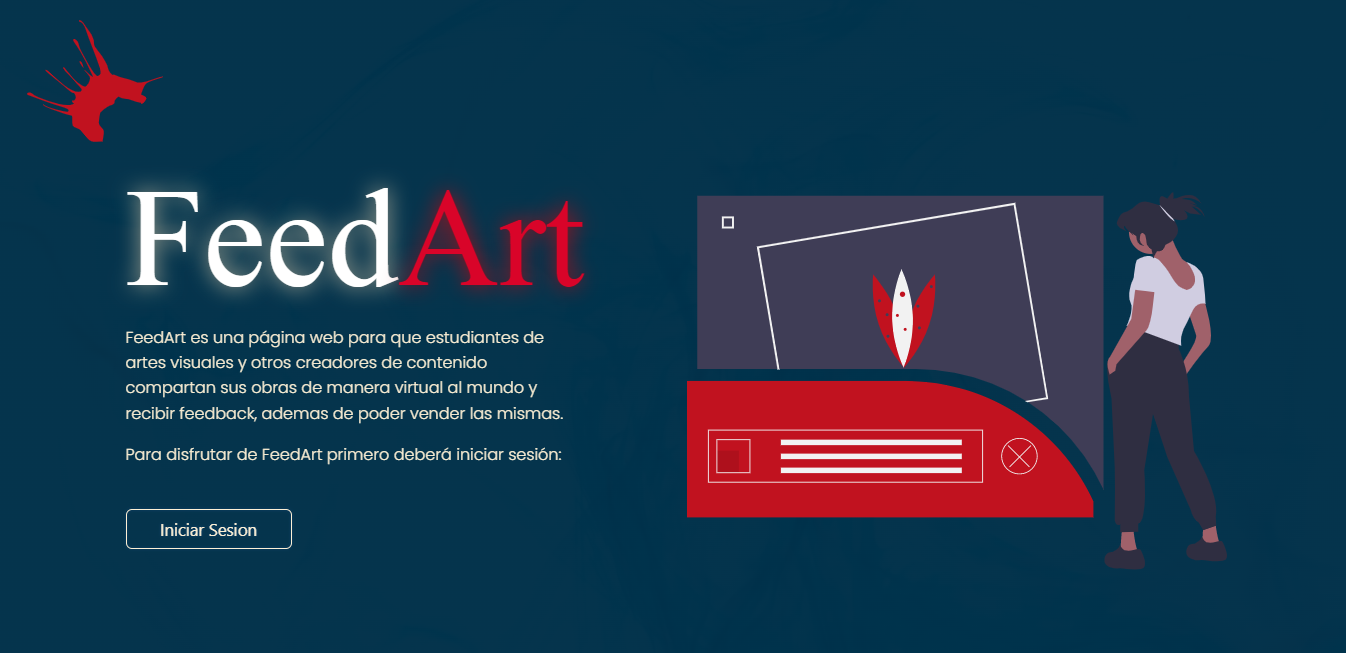 FeedArt
FeedArt es una página web para que estudiantes de
artes visuales y otros creadores de contenido
compartan sus obras de manera virtual al mundo y
recibir feedback, ademas de poder vender las mismas.
Para disfrutar de FeedArt primero deberá iniciar sesión:
Iniciar Sesion